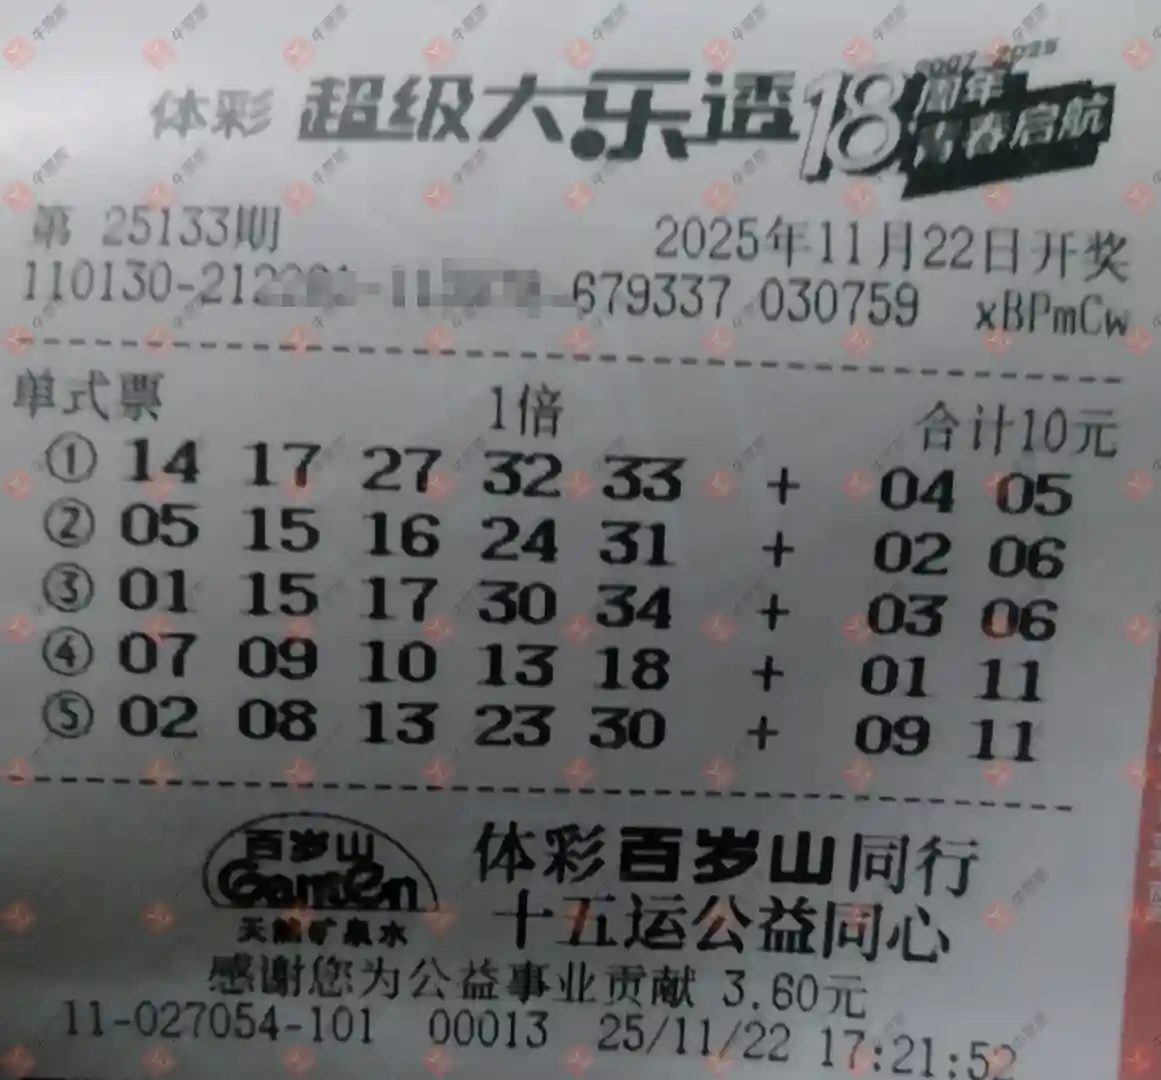 体彩 超级大乐透 18周年 2007-2025
青春启航
第 25133期 2025年11月22日开奖
110130-212 -11 -679337 030759 xBPmCw
单式票 1倍 合计10元
① 14 17 27 32 33 + 04 05
② 05 15 16 24 31 + 02 06
③ 01 15 17 30 34 + 03 06
④ 07 09 10 13 18 + 01 11
⑤ 02 08 13 23 30 + 09 11
百岁山 体彩百岁山同行
Ganten 十五运公益同心
天然矿泉水
感谢您为公益事业贡献 3.60元
11-027054-101 00013 25/11/22 17:21:52